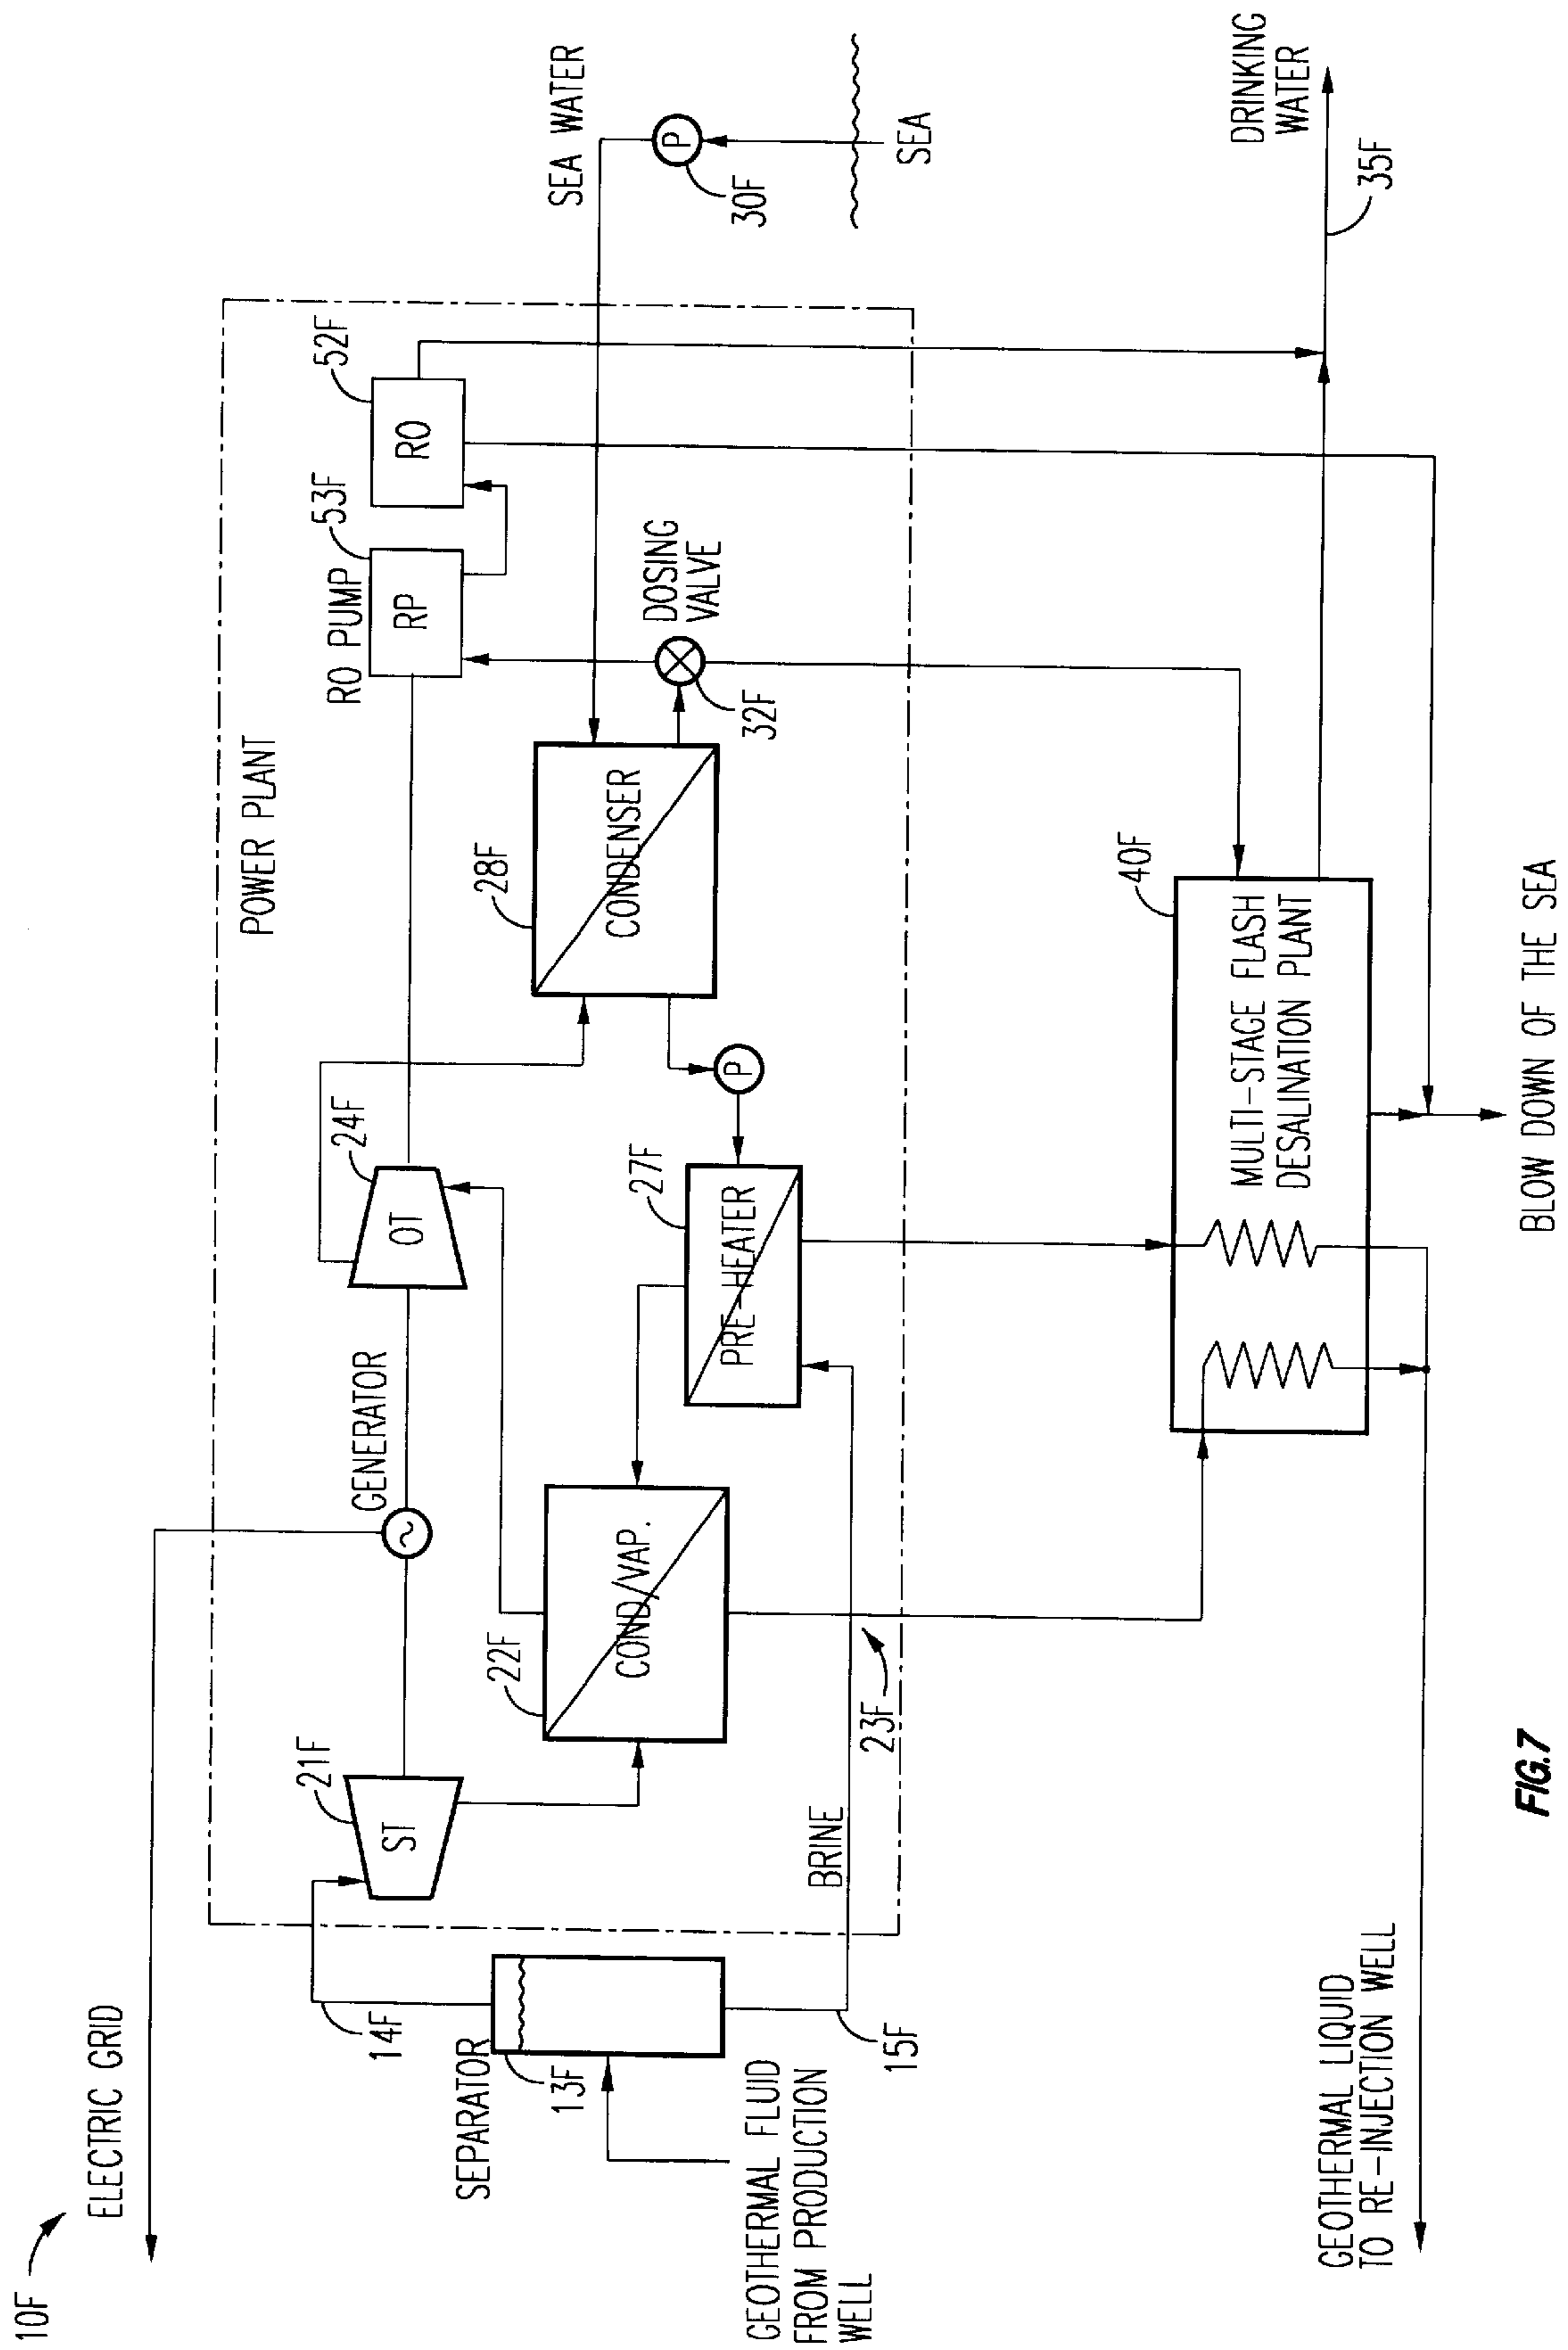 10F
ELECTRIC GRID
POWER PLANT
14F
SEPARATOR
13F
GEOTHERMAL FLUID
FROM PRODUCTION
WELL
15F
BRINE
21F
ST
GENERATOR
24F
OT
RO PUMP
53F
RP
52F
RO
22F
COND/VAP.
23F
27F
PRE-HEATER
P
28F
CONDENSER
DOSING
VALVE
32F
SEA WATER
P
30F
SEA
DRINKING
WATER
35F
40F
MULTI-STAGE FLASH
DESALINATION PLANT
GEOTHERMAL LIQUID
TO RE-INJECTION WELL
BLOW DOWN OF THE SEA
FIG.7